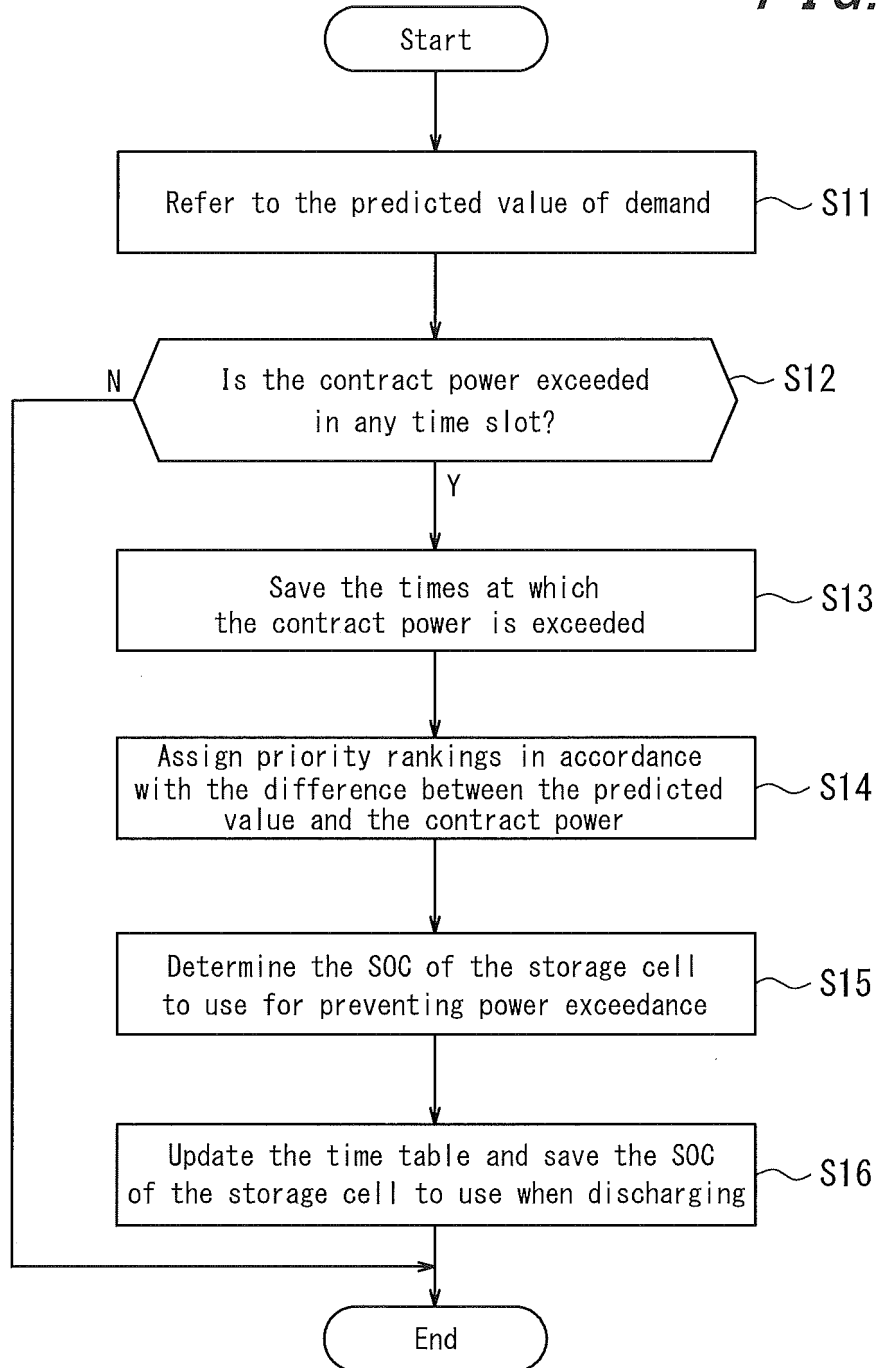 FIG.
Start
Refer to the predicted value of demand
S11
N
Is the contract power exceeded
in any time slot?
S12
Y
Save the times at which
the contract power is exceeded
S13
Assign priority rankings in accordance
with the difference between the predicted
value and the contract power
S14
Determine the SOC of the storage cell
to use for preventing power exceedance
S15
Update the time table and save the SOC
of the storage cell to use when discharging
S16
End